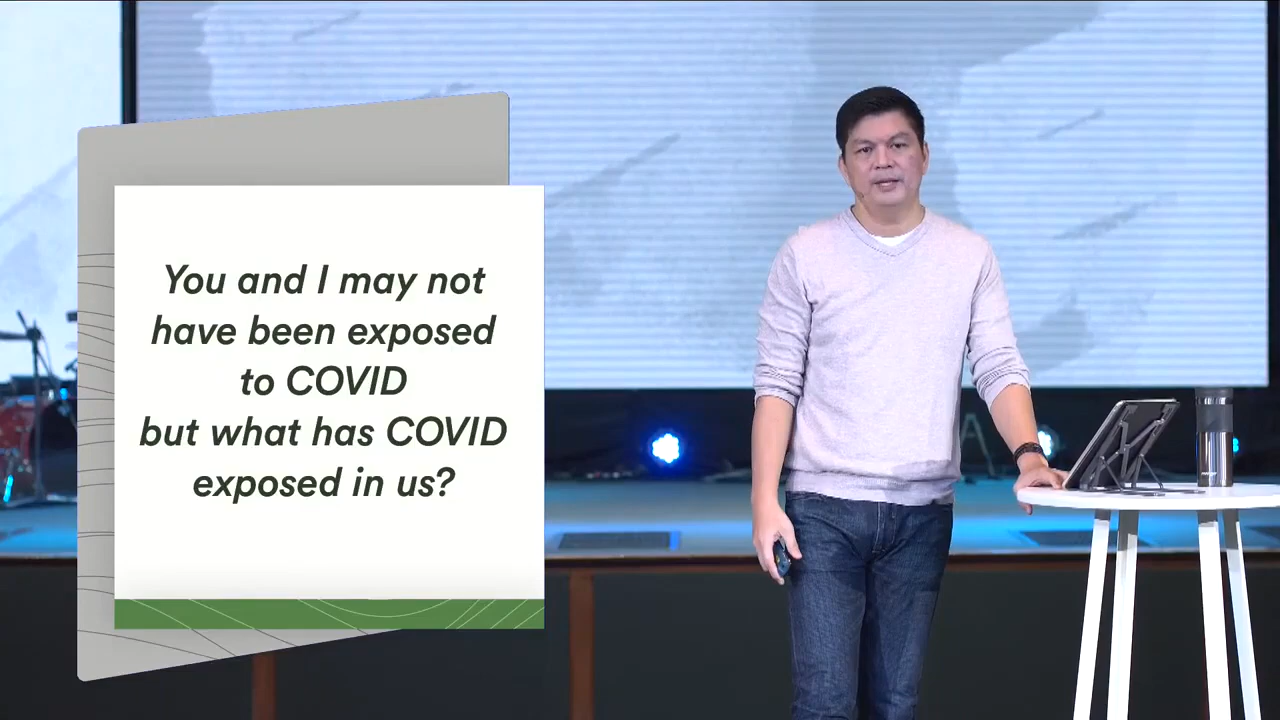 You and I may not
have been exposed
to COVID
but what has COVID
exposed in us?